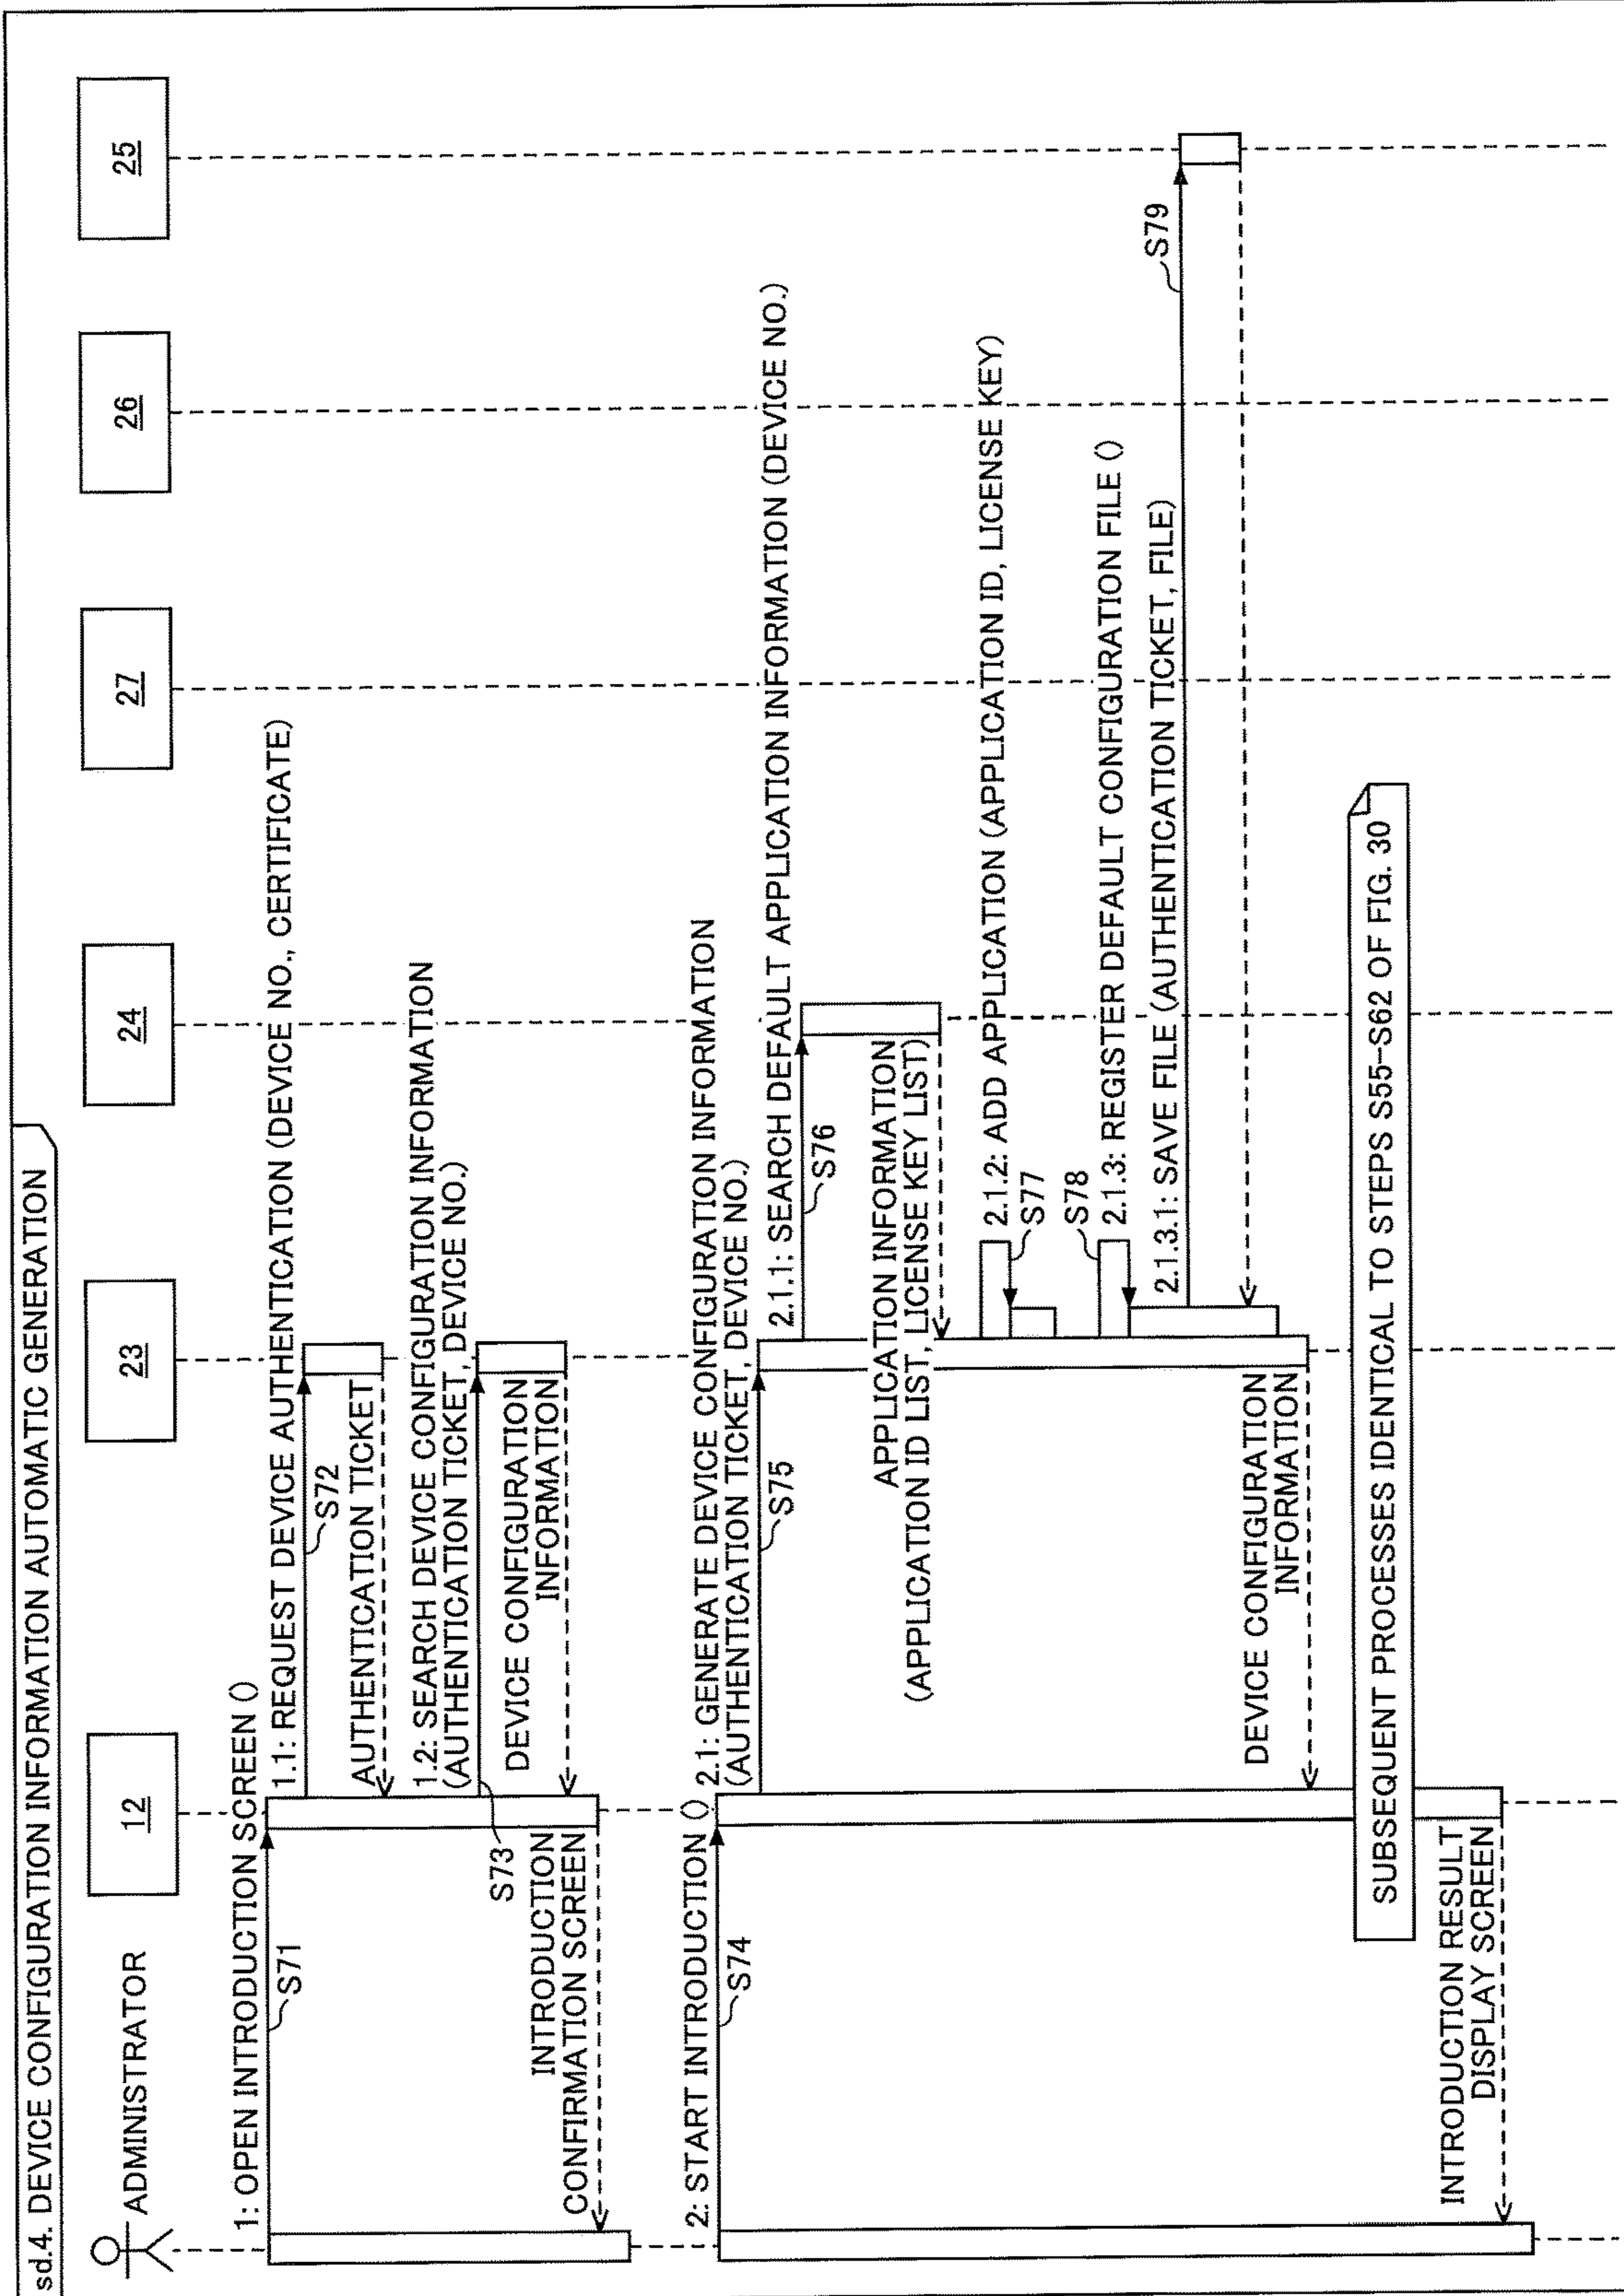 sd.4. DEVICE CONFIGURATION INFORMATION AUTOMATIC GENERATION
ADMINISTRATOR
12
23
24
27
26
25
1: OPEN INTRODUCTION SCREEN ()
S71
1.1: REQUEST DEVICE AUTHENTICATION (DEVICE NO., CERTIFICATE)
S72
AUTHENTICATION TICKET
1.2: SEARCH DEVICE CONFIGURATION INFORMATION
(AUTHENTICATION TICKET, DEVICE NO.)
S73
DEVICE CONFIGURATION
INFORMATION
INTRODUCTION
CONFIRMATION SCREEN
2: START INTRODUCTION ()
S74
2.1: GENERATE DEVICE CONFIGURATION INFORMATION
(AUTHENTICATION TICKET, DEVICE NO.)
S75
2.1.1: SEARCH DEFAULT APPLICATION INFORMATION (DEVICE NO.)
S76
APPLICATION INFORMATION
(APPLICATION ID LIST, LICENSE KEY LIST)
2.1.2: ADD APPLICATION (APPLICATION ID, LICENSE KEY)
S77
S78
2.1.3: REGISTER DEFAULT CONFIGURATION FILE ()
2.1.3.1: SAVE FILE (AUTHENTICATION TICKET, FILE)
S79
DEVICE CONFIGURATION
INFORMATION
SUBSEQUENT PROCESSES IDENTICAL TO STEPS S55-S62 OF FIG. 30
INTRODUCTION RESULT
DISPLAY SCREEN